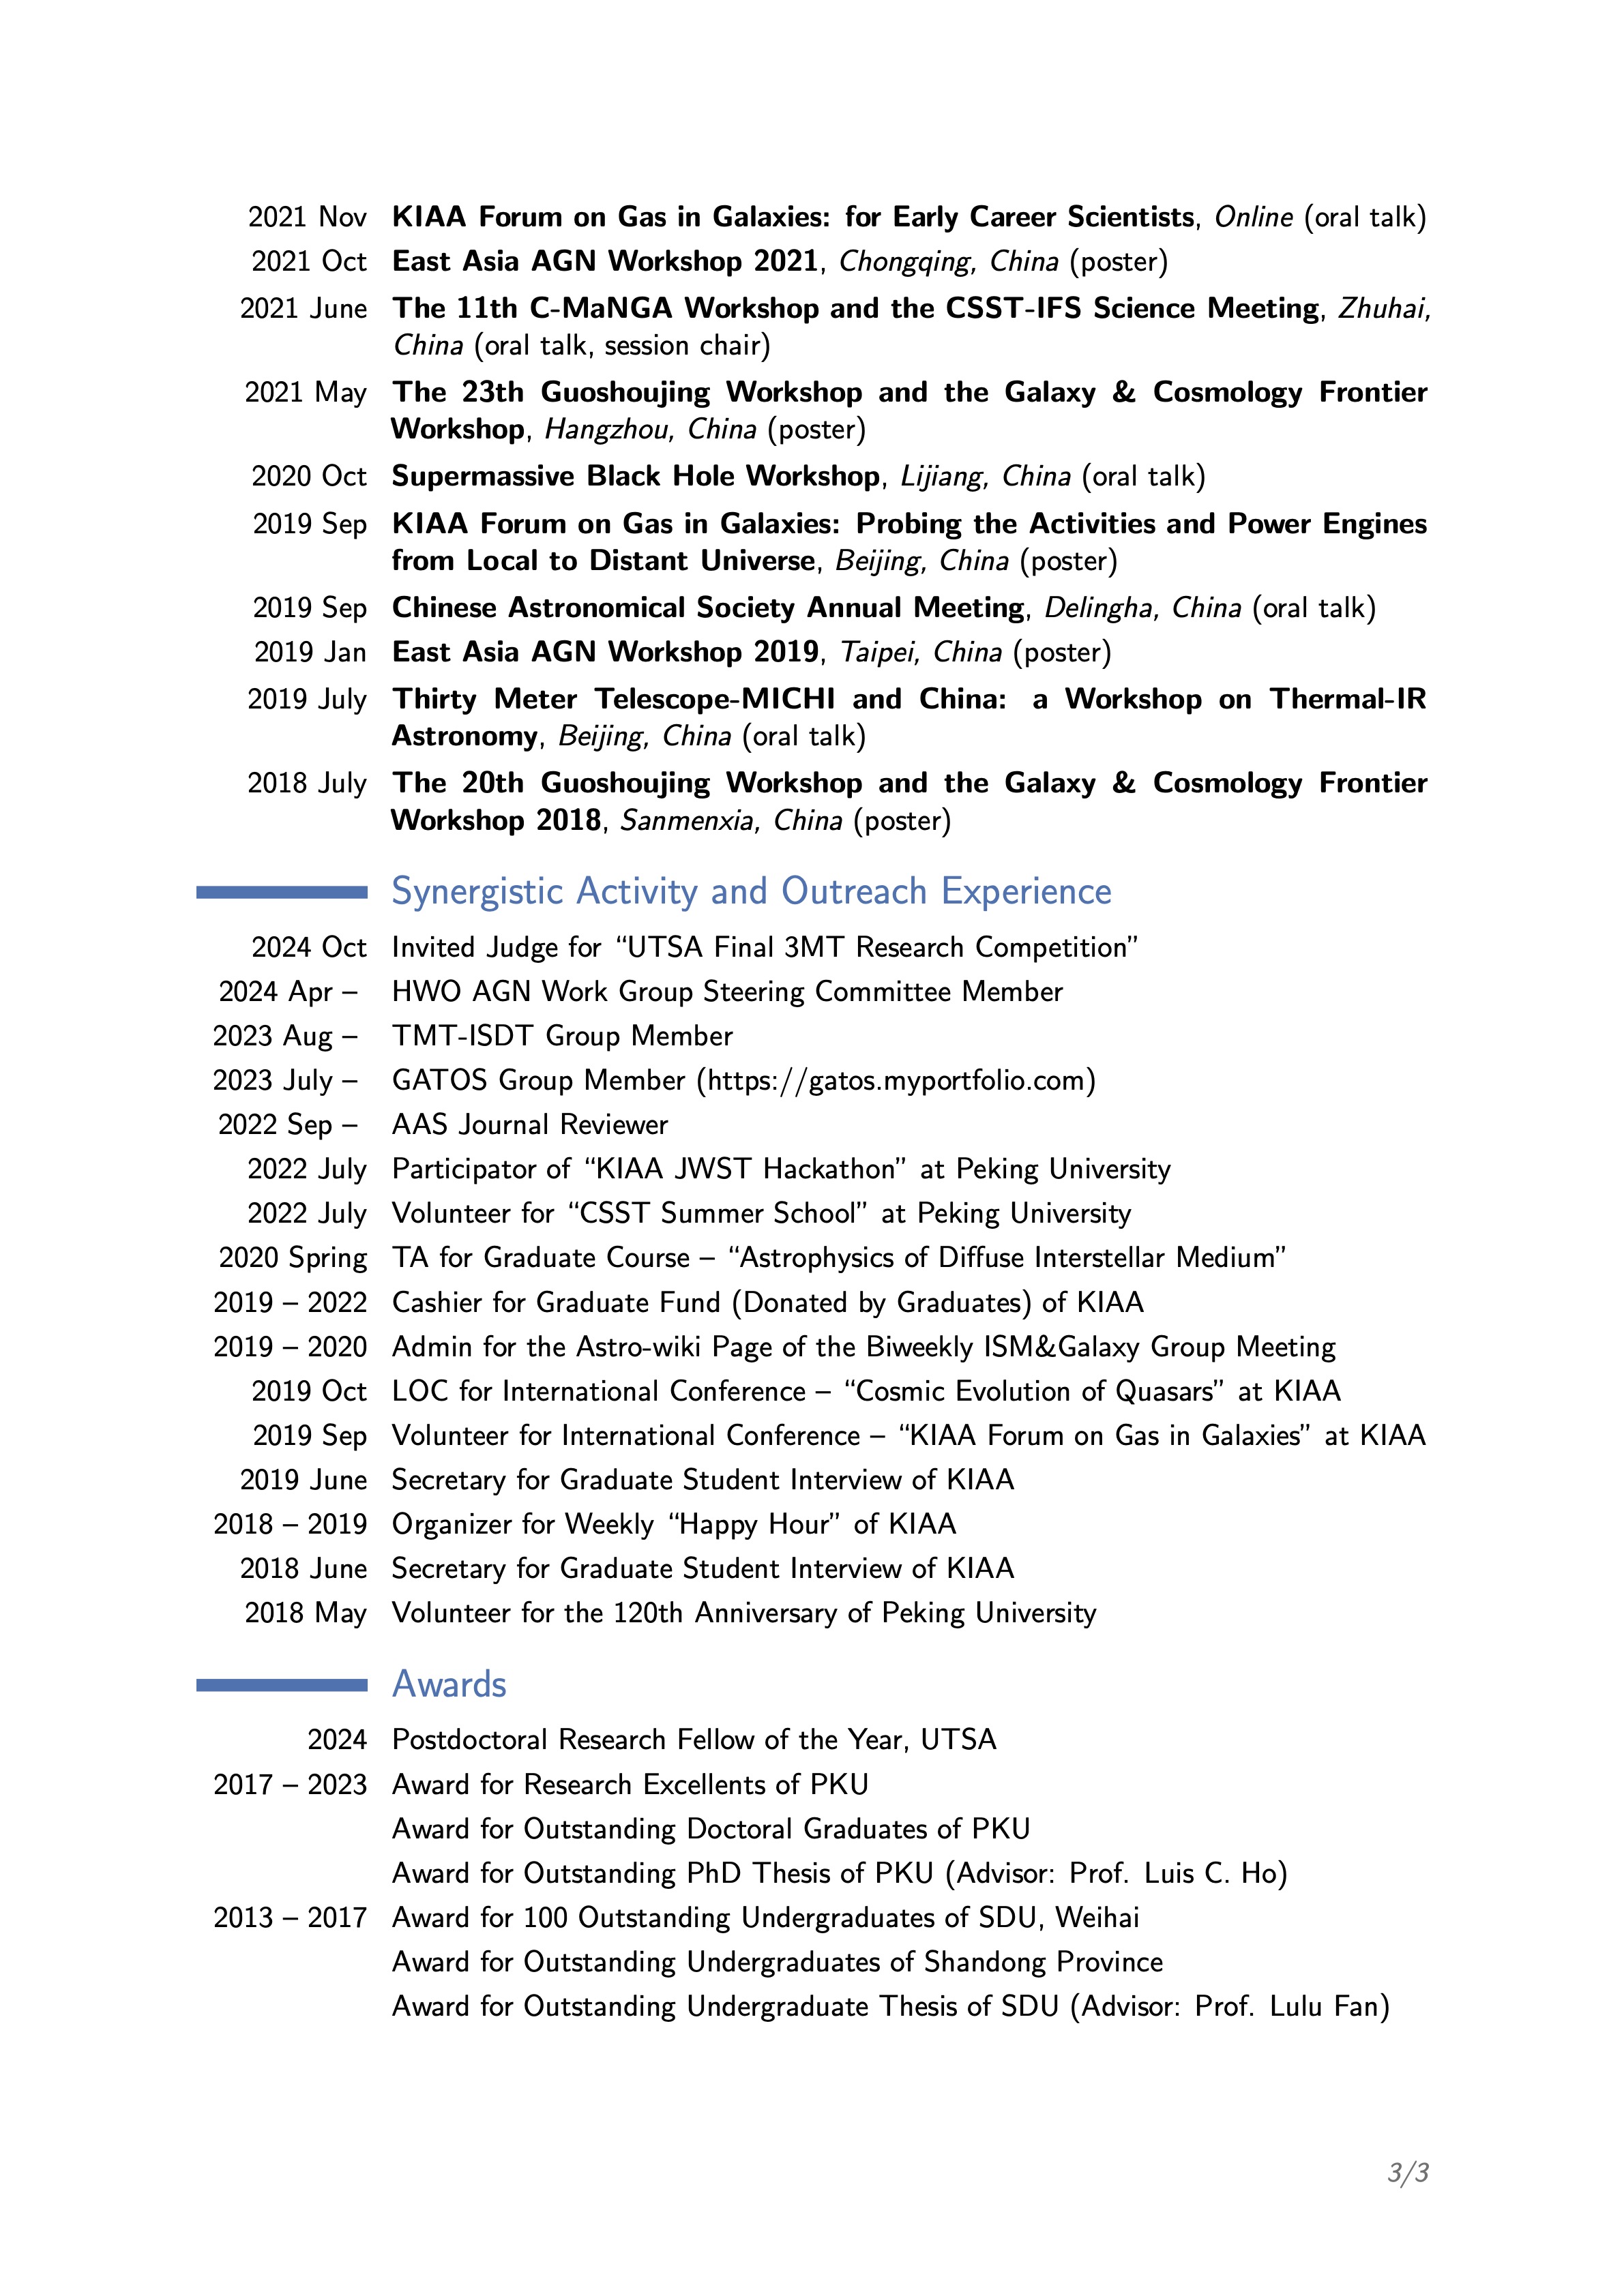 2021 Nov KIAA Forum on Gas in Galaxies: for Early Career Scientists, Online (oral talk)
2021 Oct East Asia AGN Workshop 2021, Chongqing, China (poster)
2021 June The 11th C-MaNGA Workshop and the CSST-IFS Science Meeting, Zhuhai,
China (oral talk, session chair)
2021 May The 23th Guoshoujing Workshop and the Galaxy & Cosmology Frontier
Workshop, Hangzhou, China (poster)
2020 Oct Supermassive Black Hole Workshop, Lijiang, China (oral talk)
2019 Sep KIAA Forum on Gas in Galaxies: Probing the Activities and Power Engines
from Local to Distant Universe, Beijing, China (poster)
2019 Sep Chinese Astronomical Society Annual Meeting, Delingha, China (oral talk)
2019 Jan East Asia AGN Workshop 2019, Taipei, China (poster)
2019 July Thirty Meter Telescope-MICHI and China: a Workshop on Thermal-IR
Astronomy, Beijing, China (oral talk)
2018 July The 20th Guoshoujing Workshop and the Galaxy & Cosmology Frontier
Workshop 2018, Sanmenxia, China (poster)
Synergistic Activity and Outreach Experience
2024 Oct Invited Judge for “UTSA Final 3MT Research Competition”
2024 Apr – HWO AGN Work Group Steering Committee Member
2023 Aug – TMT-ISDT Group Member
2023 July – GATOS Group Member (https://gatos.myportfolio.com)
2022 Sep – AAS Journal Reviewer
2022 July Participator of “KIAA JWST Hackathon” at Peking University
2022 July Volunteer for “CSST Summer School” at Peking University
2020 Spring TA for Graduate Course – “Astrophysics of Diffuse Interstellar Medium”
2019 – 2022 Cashier for Graduate Fund (Donated by Graduates) of KIAA
2019 – 2020 Admin for the Astro-wiki Page of the Biweekly ISM&Galaxy Group Meeting
2019 Oct LOC for International Conference – “Cosmic Evolution of Quasars” at KIAA
2019 Sep Volunteer for International Conference – “KIAA Forum on Gas in Galaxies” at KIAA
2019 June Secretary for Graduate Student Interview of KIAA
2018 – 2019 Organizer for Weekly “Happy Hour” of KIAA
2018 June Secretary for Graduate Student Interview of KIAA
2018 May Volunteer for the 120th Anniversary of Peking University
Awards
2024 Postdoctoral Research Fellow of the Year, UTSA
2017 – 2023 Award for Research Excellents of PKU
Award for Outstanding Doctoral Graduates of PKU
Award for Outstanding PhD Thesis of PKU (Advisor: Prof. Luis C. Ho)
2013 – 2017 Award for 100 Outstanding Undergraduates of SDU, Weihai
Award for Outstanding Undergraduates of Shandong Province
Award for Outstanding Undergraduate Thesis of SDU (Advisor: Prof. Lulu Fan)
3/3